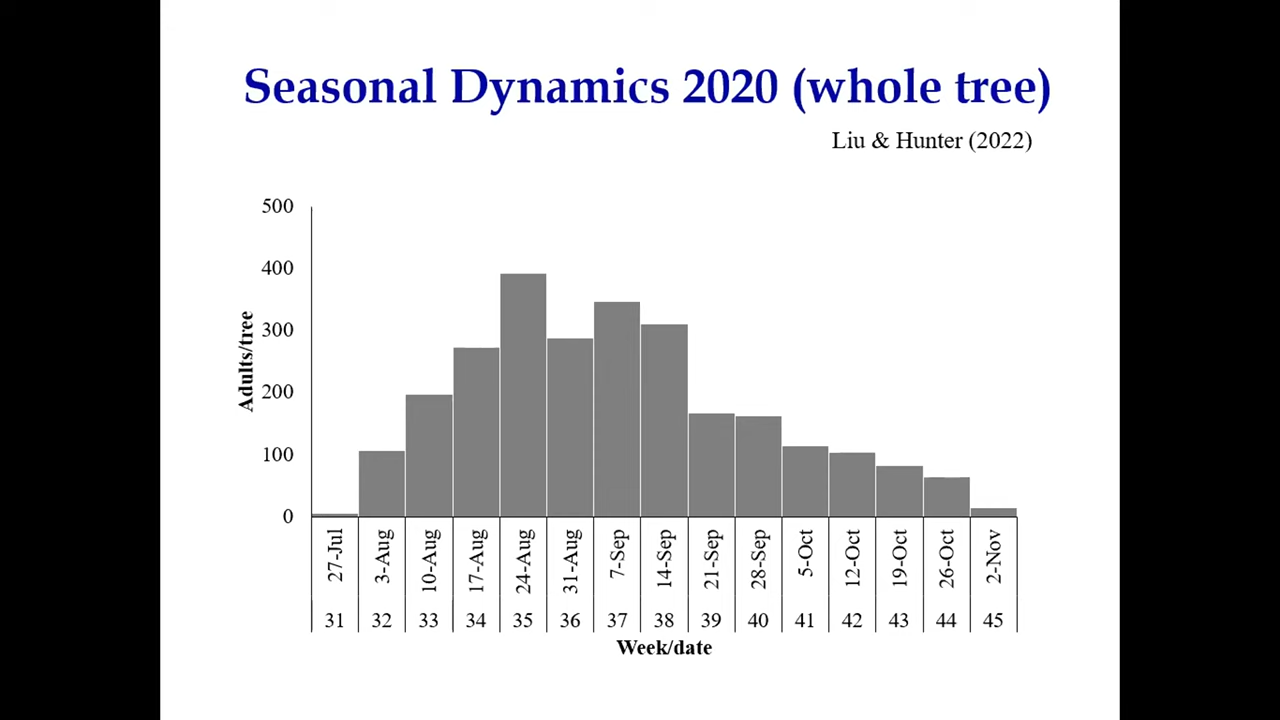 Seasonal Dynamics 2020 (whole tree)
Liu & Hunter (2022)
500
400
300
200
100
0
Adults/tree
27-Jul 3-Aug 10-Aug 17-Aug 24-Aug 31-Aug 7-Sep 14-Sep 21-Sep 28-Sep 5-Oct 12-Oct 19-Oct 26-Oct 2-Nov
31 32 33 34 35 36 37 38 39 40 41 42 43 44 45
Week/date